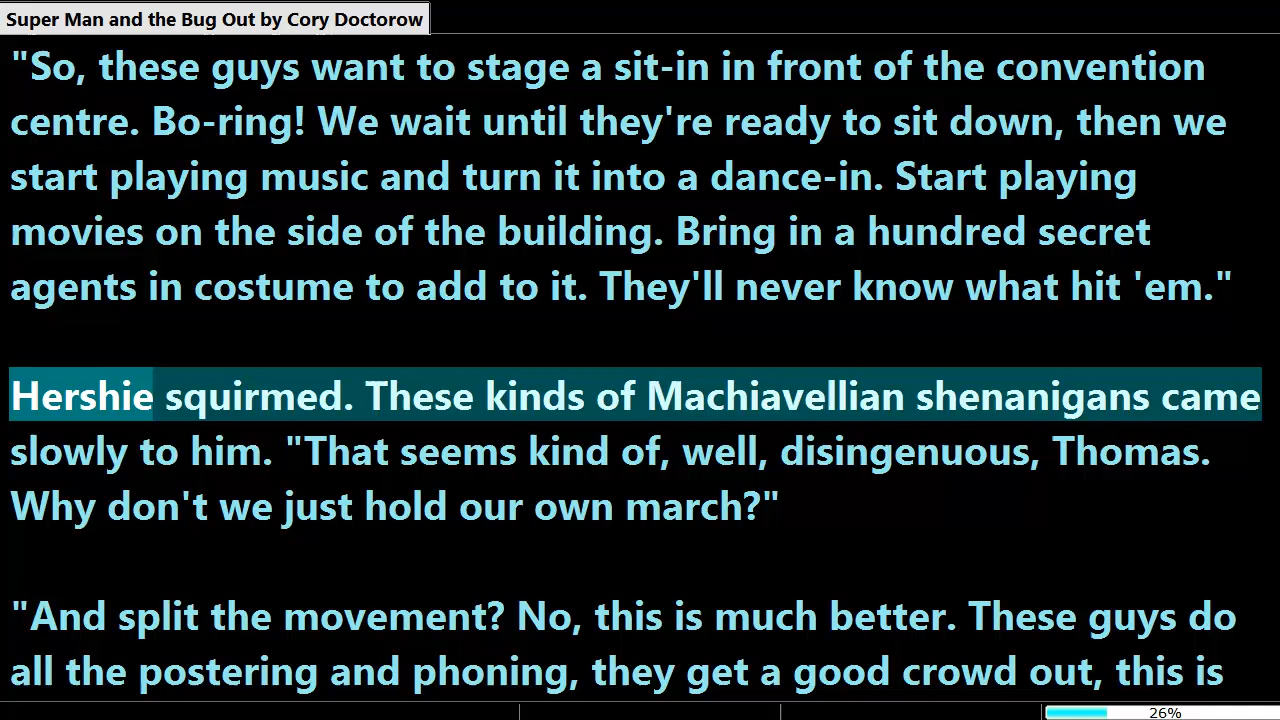 Super Man and the Bug Out by Cory Doctorow
"So, these guys want to stage a sit-in in front of the convention
centre. Bo-ring! We wait until they're ready to sit down, then we
start playing music and turn it into a dance-in. Start playing
movies on the side of the building. Bring in a hundred secret
agents in costume to add to it. They'll never know what hit 'em."
Hershie squirmed. These kinds of Machiavellian shenanigans came
slowly to him. "That seems kind of, well, disingenuous, Thomas.
Why don't we just hold our own march?"
"And split the movement? No, this is much better. These guys do
all the postering and phoning, they get a good crowd out, this is
26%